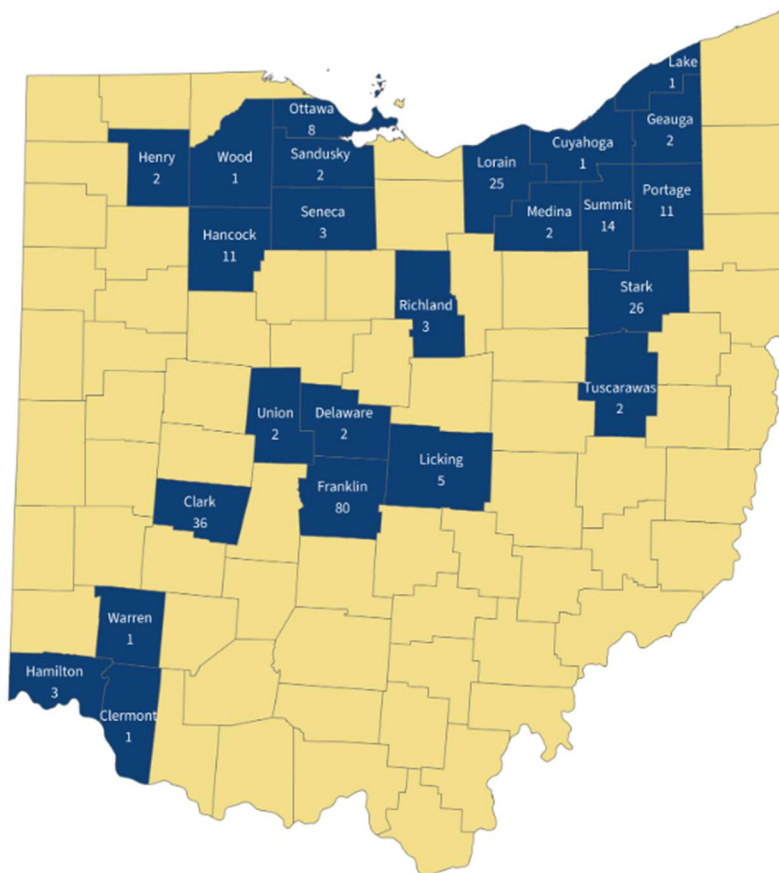 Lake
1
Ottawa
8
Geauga
2
Cuyahoga
1
Henry
2
Wood
1
Sandusky
2
Lorain
25
Portage
11
Summit
14
Medina
2
Seneca
3
Hancock
11
Stark
26
Richland
3
Tuscarawas
2
Union
2
Delaware
2
Licking
5
Franklin
80
Clark
36
Warren
1
Hamilton
3
Clermont
1